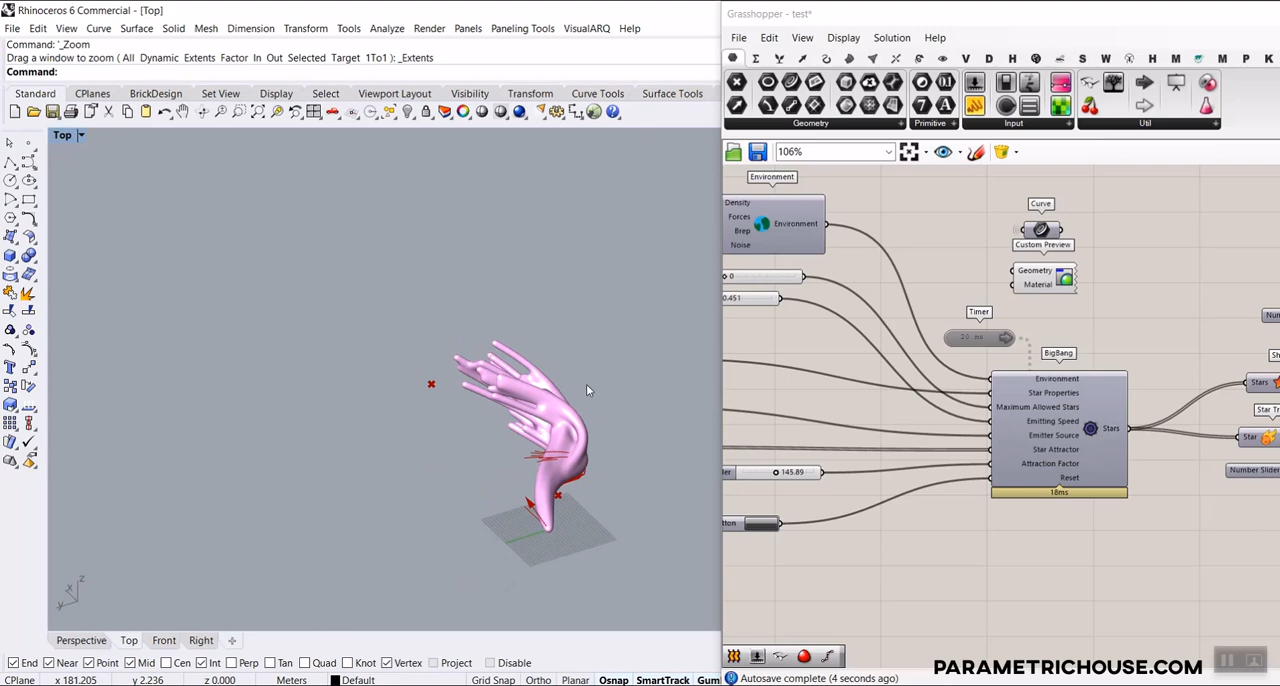 Rhinoceros 6 Commercial - [Top]
File Edit View Curve Surface Solid Mesh Dimension Transform Tools Analyze Render Panels Paneling Tools VisualARQ Help
Command: '_Zoom
Drag a window to zoom ( All Dynamic Extents Factor In Out Selected Target 1To1 ): _Extents
Command:
Standard CPlanes BrickDesign Set View Display Select Viewport Layout Visibility Transform Curve Tools Surface Tools
Top
z
x
y
Perspective Top Front Right
End Near Point Mid Cen Int Perp Tan Quad Knot Vertex Project Disable
CPlane x 181.205 y 2.236 z 0.000 Meters Default Grid Snap Ortho Planar Osnap SmartTrack Gum
Grasshopper - test*
File Edit View Display Solution Help
V D H S W H M M P K
Geometry Primitive Input Util
106%
Environment
Density
Forces
Brep
Noise
Environment
0
0.451
Curve
Custom Preview
Geometry
Material
Timer
20 ms
BigBang
Environment
Star Properties
Maximum Allowed Stars
Emitting Speed
Emitter Source
Star Attractor
Attraction Factor
Reset
Stars
18ms
145.89
Stars
Star
Number Slider
Autosave complete (4 seconds ago)
PARAMETRICHOUSE.COM